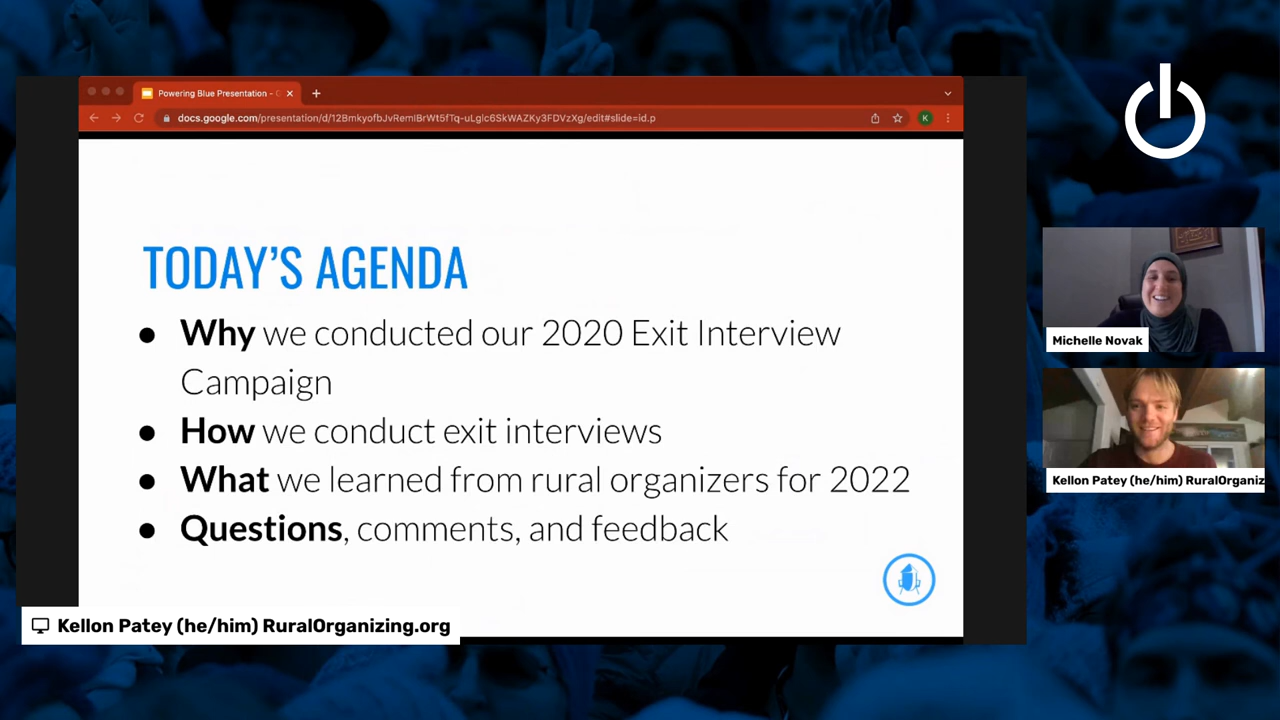 Powering Blue Presentation - G
docs.google.com/presentation/d/12BmkyofbJvRemIBrWt5fTq-uLglc6SkWAZKy3FDVzXg/edit#slide=id.p
K
TODAY'S AGENDA
● Why we conducted our 2020 Exit Interview
Campaign
● How we conduct exit interviews
● What we learned from rural organizers for 2022
● Questions, comments, and feedback
Kellon Patey (he/him) RuralOrganizing.org
Michelle Novak
Kellon Patey (he/him) RuralOrganiz